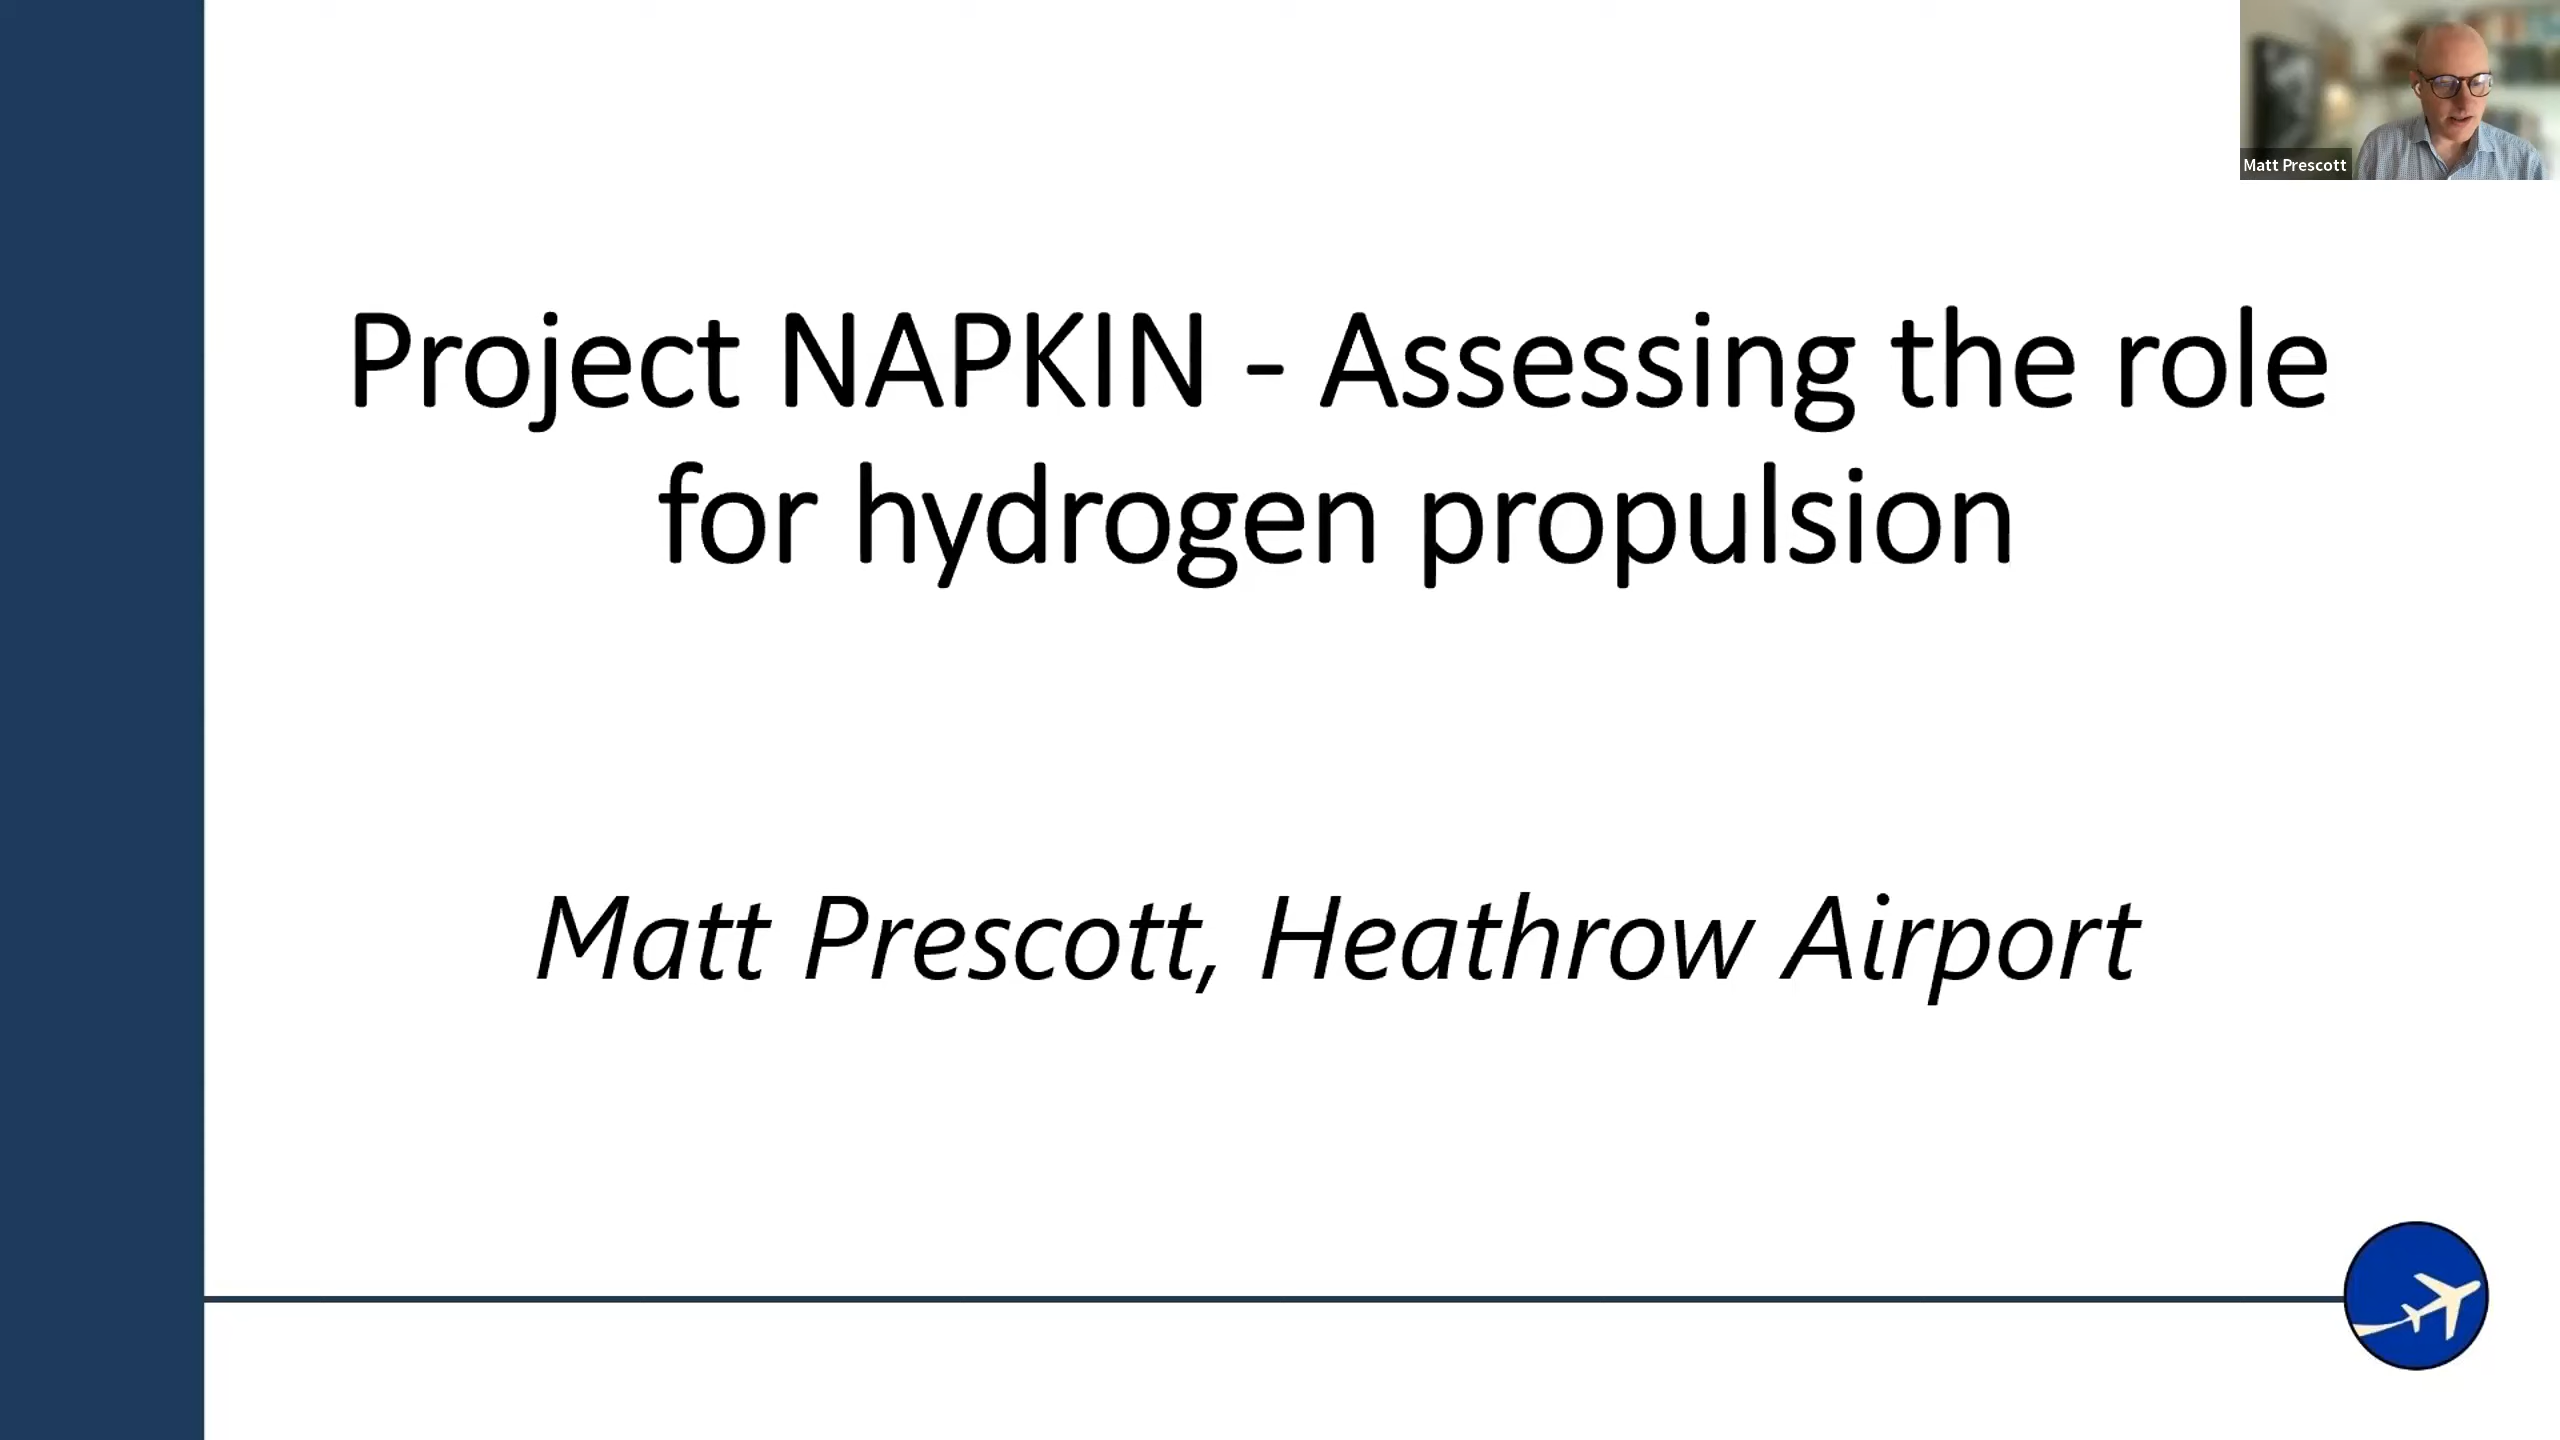 Matt Prescott
Project NAPKIN - Assessing the role
for hydrogen propulsion
Matt Prescott, Heathrow Airport